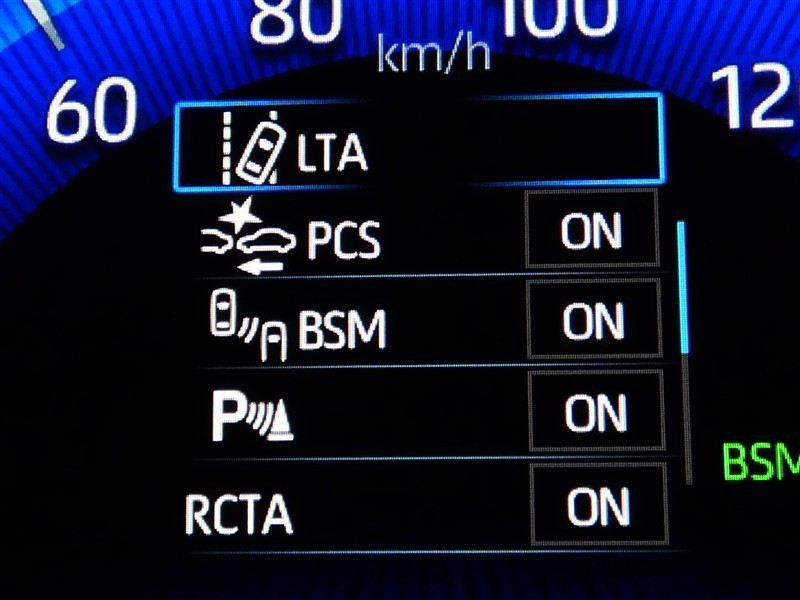 80 100
km/h
60 12
LTA
PCS ON
BSM ON
P ON
BSM
RCTA ON